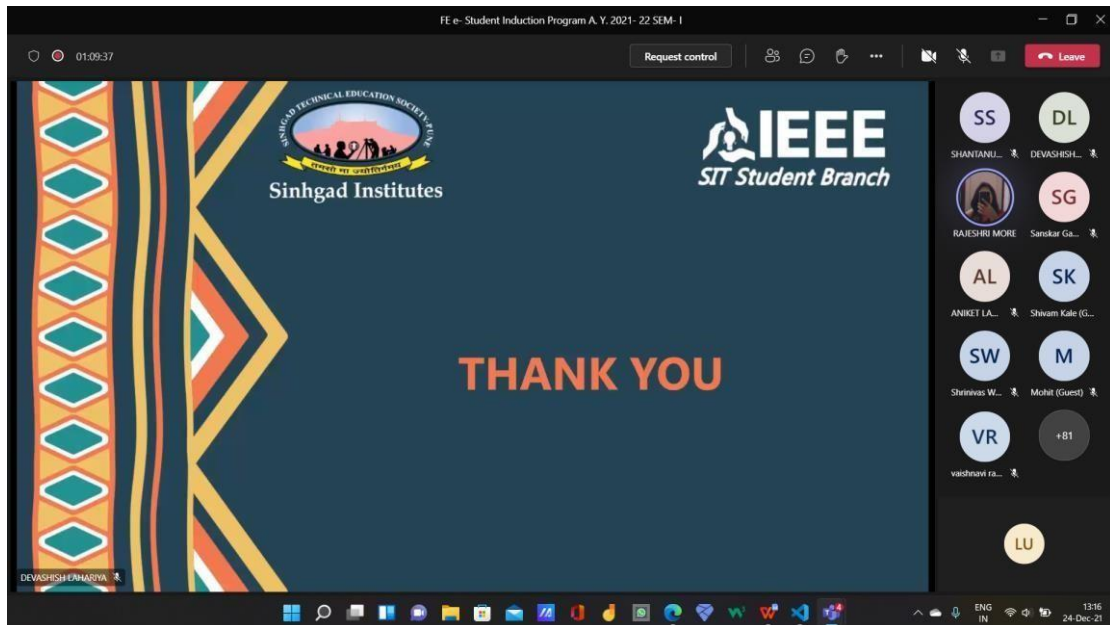 FE e- Student Induction Program A. Y. 2021- 22 SEM- I
01:09:37
Request control
Leave
SINHGAD TECHNICAL EDUCATION SOCIETY-PUNE
तमसो मा ज्योतिर्गमय
Sinhgad Institutes
IEEE
SIT Student Branch
THANK YOU
DEVASHISH LAHARIYA
SS
DL
SHANTANU...
DEVASHISH...
SG
RAJESHRI MORE
Sanskar Ga...
AL
SK
ANIKET LA...
Shivam Kale (G...
SW
M
Shrinivas W...
Mohit (Guest)
VR
+81
vaishnavi ra...
LU
ENG
IN
13:16
24-Dec-21